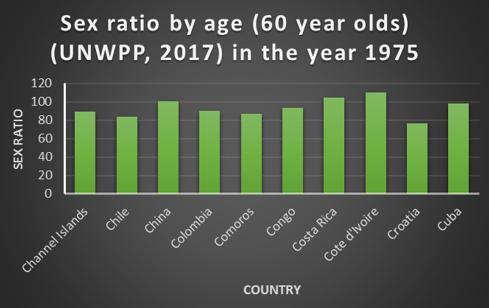 Sex ratio by age (60 year olds)
(UNWPP, 2017) in the year 1975
SEX RATIO
120
100
80
60
40
20
0
Channel Islands
Chile
China
Colombia
Comoros
Congo
Costa Rica
Cote d'Ivoire
Croatia
Cuba
COUNTRY